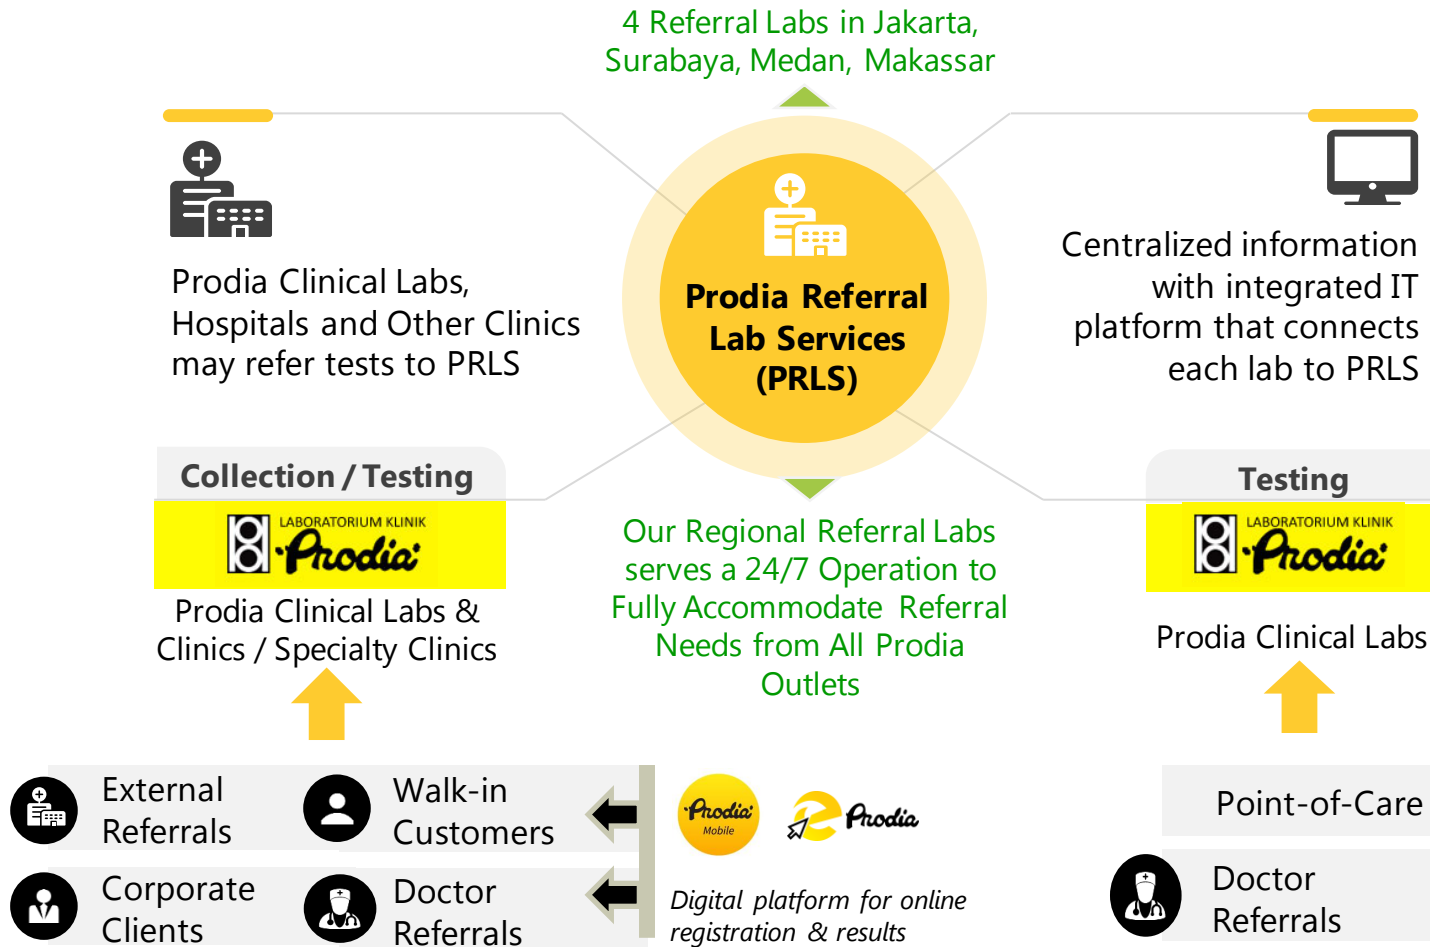 4 Referral Labs in Jakarta,
Surabaya, Medan, Makassar
Prodia Clinical Labs,
Hospitals and Other Clinics
may refer tests to PRLS
Prodia Referral
Lab Services
(PRLS)
Centralized information
with integrated IT
platform that connects
each lab to PRLS
Collection / Testing
LABORATORIUM KLINIK
Prodia
Prodia Clinical Labs &
Clinics / Specialty Clinics
Our Regional Referral Labs
serves a 24/7 Operation to
Fully Accommodate Referral
Needs from All Prodia
Outlets
Testing
LABORATORIUM KLINIK
Prodia
Prodia Clinical Labs
External
Referrals
Walk-in
Customers
Corporate
Clients
Doctor
Referrals
Prodia
Mobile
e Prodia
Digital platform for online
registration & results
Point-of-Care
Doctor
Referrals